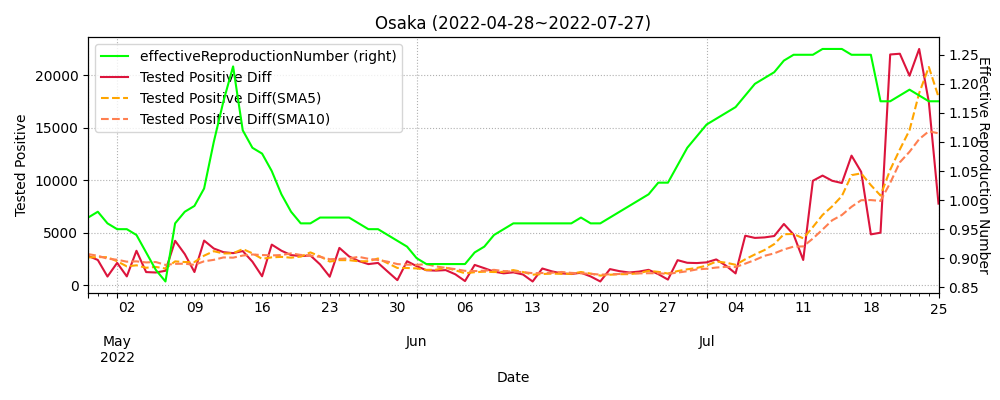 Osaka (2022-04-28~2022-07-27)
effectiveReproductionNumber (right)
Tested Positive Diff
Tested Positive Diff(SMA5)
Tested Positive Diff(SMA10)
Tested Positive
20000
15000
10000
5000
0
1.25
1.20
1.15
1.10
1.05
1.00
0.95
0.90
0.85
Effective Reproduction Number
02 09 16 23 30 06 13 20 27 04 11 18 25
May Jun Jul
2022
Date